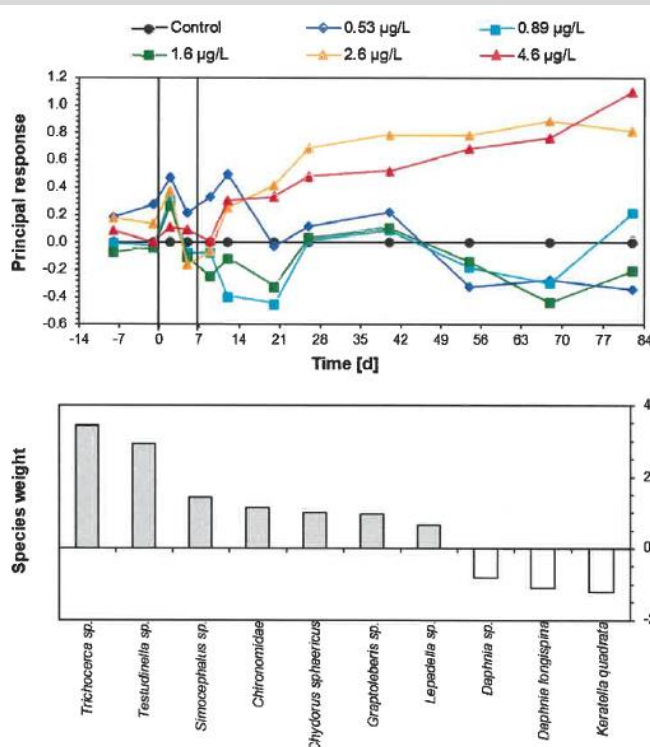 Control 0.53 µg/L 0.89 µg/L
1.6 µg/L 2.6 µg/L 4.6 µg/L
Principal response
1.2
1.0
0.8
0.6
0.4
0.2
0.0
-0.2
-0.4
-0.6
-14 -7 0 7 14 21 28 35 42 49 56 63 70 77 84
Time [d]
Species weight
4
2
0
-2
Trichocerca sp.
Testudinella sp.
Simocephalus sp.
Chironomidae
Chydorus sphaericus
Graptoleberis sp.
Lepadella sp.
Daphnia sp.
Daphnia longispina
Keratella quadrata